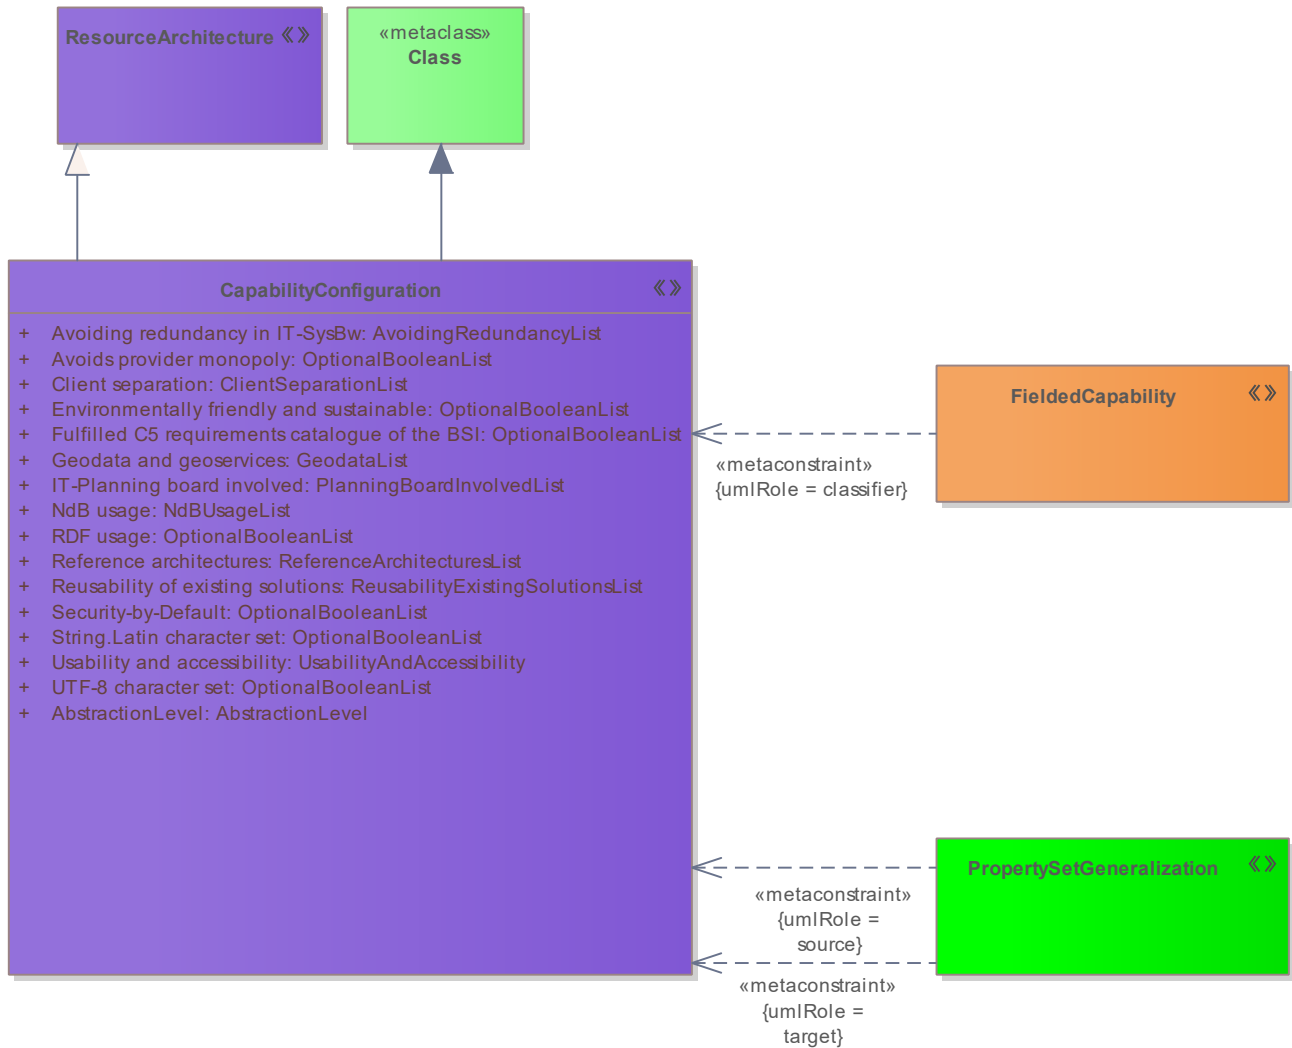 ResourceArchitecture «»
«metaclass»
Class
CapabilityConfiguration «»
+ Avoiding redundancy in IT-SysBw: AvoidingRedundancyList
+ Avoids provider monopoly: OptionalBooleanList
+ Client separation: ClientSeparationList
+ Environmentally friendly and sustainable: OptionalBooleanList
+ Fulfilled C5 requirements catalogue of the BSI: OptionalBooleanList
+ Geodata and geoservices: GeodataList
+ IT-Planning board involved: PlanningBoardInvolvedList
+ NdB usage: NdBUsageList
+ RDF usage: OptionalBooleanList
+ Reference architectures: ReferenceArchitecturesList
+ Reusability of existing solutions: ReusabilityExistingSolutionsList
+ Security-by-Default: OptionalBooleanList
+ String.Latin character set: OptionalBooleanList
+ Usability and accessibility: UsabilityAndAccessibility
+ UTF-8 character set: OptionalBooleanList
+ AbstractionLevel: AbstractionLevel
FieldedCapability «»
«metaconstraint»
{umlRole = classifier}
PropertySetGeneralization «»
«metaconstraint»
{umlRole =
source}
«metaconstraint»
{umlRole =
target}